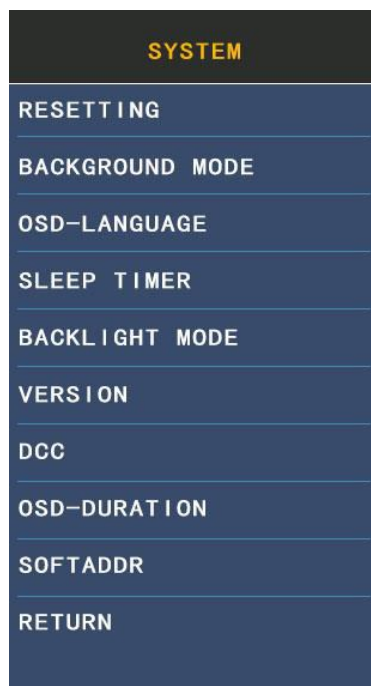 SYSTEM
RESETTING
BACKGROUND MODE
OSD-LANGUAGE
SLEEP TIMER
BACKLIGHT MODE
VERSION
DCC
OSD-DURATION
SOFTADDR
RETURN